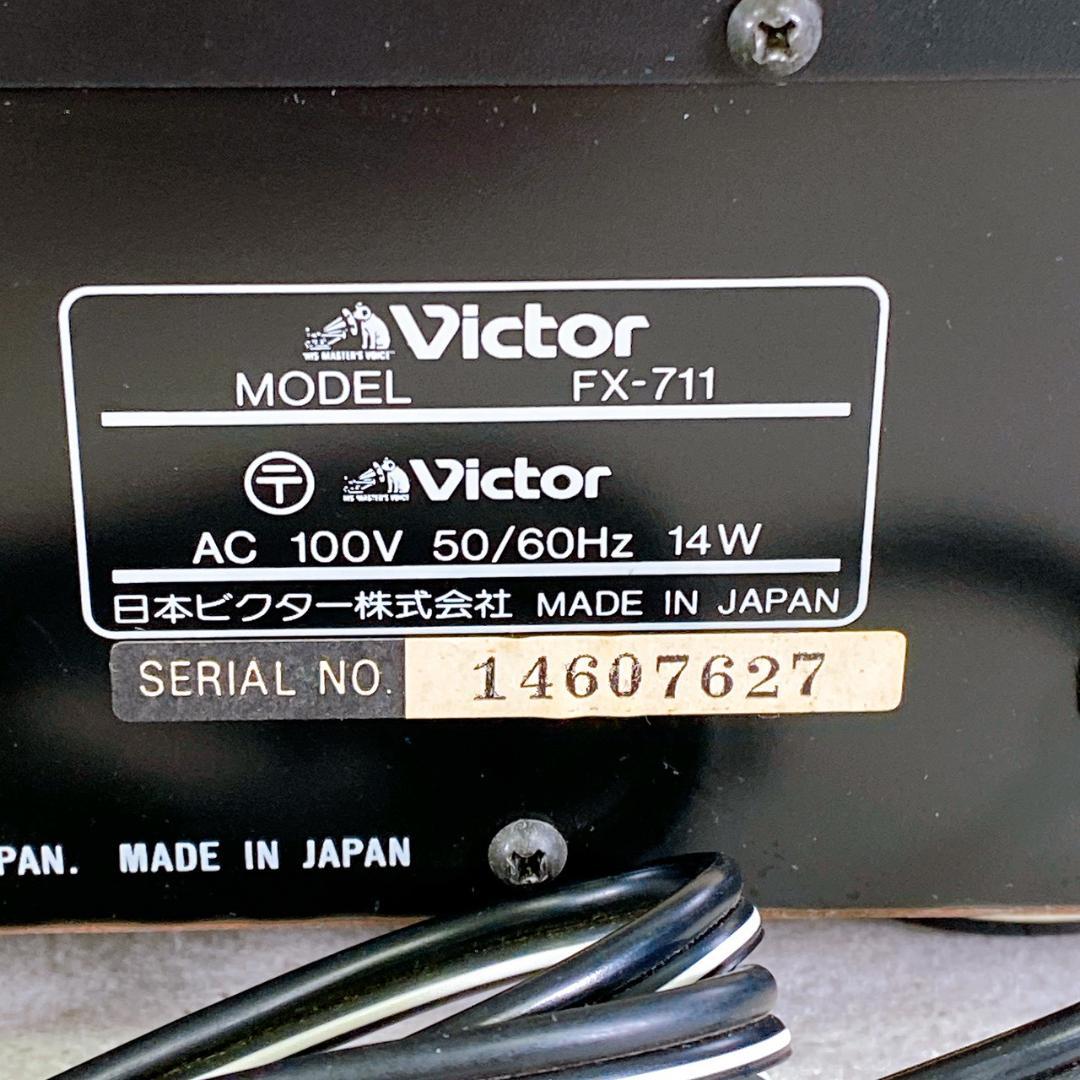 "HIS MASTER'S VOICE" Victor
MODEL FX-711
〒 "HIS MASTER'S VOICE" Victor
AC 100V 50/60Hz 14W
日本ビクター株式会社 MADE IN JAPAN
SERIAL NO. 14607627
PAN. MADE IN JAPAN